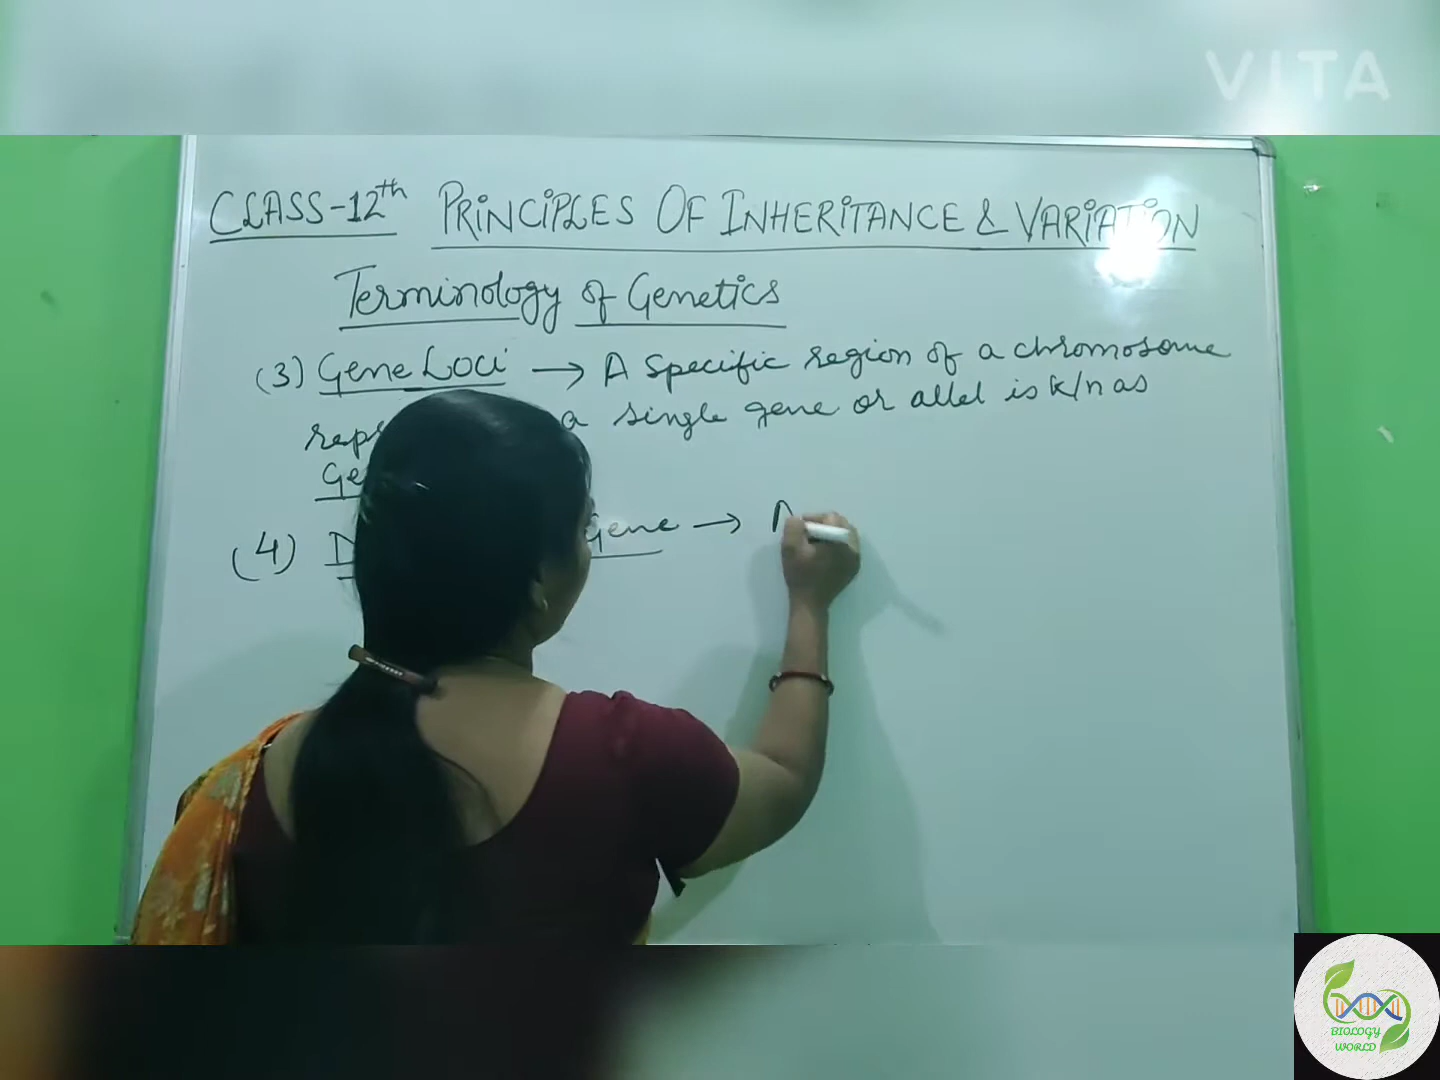 VITA
CLASS-12th PRINCIPLES OF INHERITANCE & VARIATION
Terminology of Genetics
(3) Gene Loci → A specific region of a chromosome
a single gene or allel is k/n as
(4) Gene →
BIOLOGY
WORLD